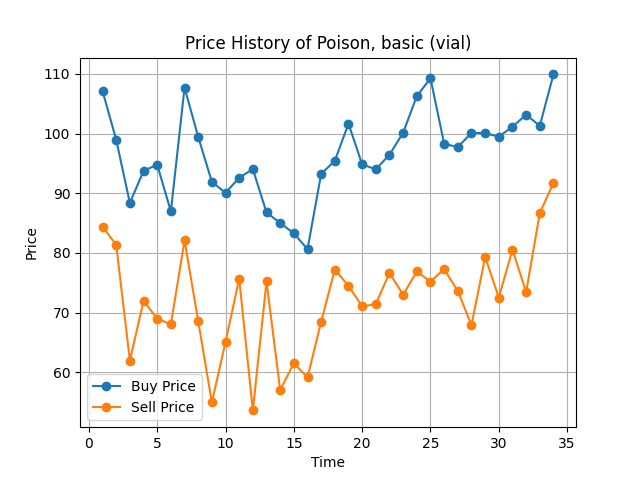 Price History of Poison, basic (vial)
110
100
90
80
70
60
Price
Buy Price
Sell Price
0 5 10 15 20 25 30 35
Time